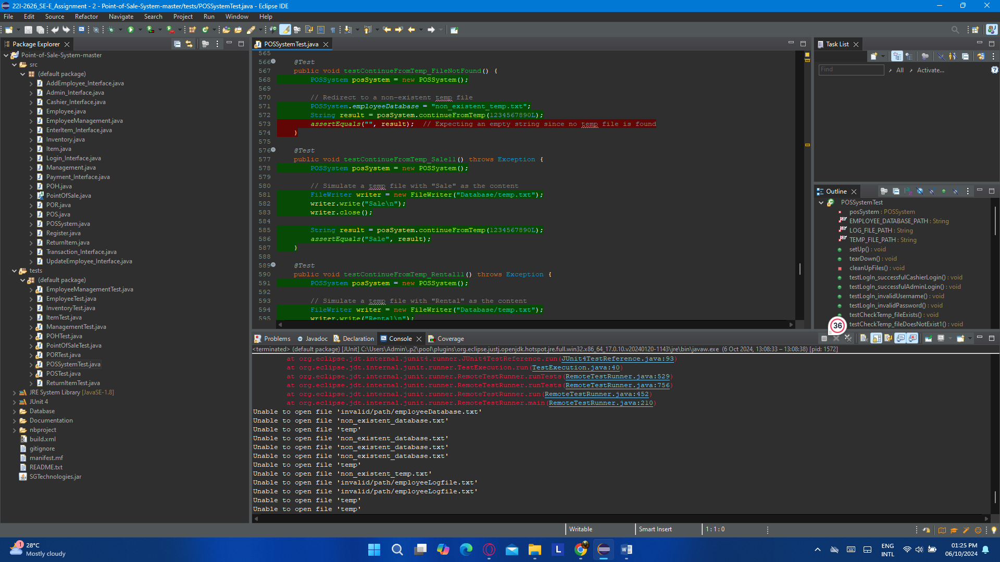 22I-2626_SE-E_Assignment - 2 - Point-of-Sale-System-master/tests/POSSystemTest.java - Eclipse IDE
File Edit Source Refactor Navigate Search Project Run Window Help
Package Explorer
Point-of-Sale-System-master
src
(default package)
AddEmployee_Interface.java
Admin_Interface.java
Cashier_Interface.java
Employee.java
EmployeeManagement.java
EnterItem_Interface.java
Inventory.java
Item.java
Login_Interface.java
Management.java
Payment_Interface.java
POH.java
PointOfSale.java
POR.java
POS.java
POSSystem.java
Register.java
ReturnItem.java
Transaction_Interface.java
UpdateEmployee_Interface.java
tests
(default package)
EmployeeManagementTest.java
EmployeeTest.java
InventoryTest.java
ItemTest.java
ManagementTest.java
POHTest.java
PointOfSaleTest.java
PORTest.java
POSSystemTest.java
POSTest.java
ReturnItemTest.java
JRE System Library [JavaSE-1.8]
JUnit 4
Database
Documentation
nbproject
build.xml
gitignore
manifest.mf
README.txt
SGTechnologies.jar
POSSystemTest.java
565
566 @Test
567 public void testContinueFromTemp_FileNotFound() {
568 POSSystem posSystem = new POSSystem();
569
570 // Redirect to a non-existent temp file
571 POSSystem.employeeDatabase = "non_existent_temp.txt";
572 String result = posSystem.continueFromTemp(1234567890L);
573 assertEquals("", result); // Expecting an empty string since no temp file is found
574 }
575
576 @Test
577 public void testContinueFromTemp_Sale11() throws Exception {
578 POSSystem posSystem = new POSSystem();
579
580 // Simulate a temp file with "Sale" as the content
581 FileWriter writer = new FileWriter("Database/temp.txt");
582 writer.write("Sale\n");
583 writer.close();
584
585 String result = posSystem.continueFromTemp(1234567890L);
586 assertEquals("Sale", result);
587 }
588
589 @Test
590 public void testContinueFromTemp_Rental11() throws Exception {
591 POSSystem posSystem = new POSSystem();
592
593 // Simulate a temp file with "Rental" as the content
594 FileWriter writer = new FileWriter("Database/temp.txt");
595 writer.write("Rental\n");
Task List
Find All Activate...
Outline
POSSystemTest
posSystem : POSSystem
EMPLOYEE_DATABASE_PATH : String
LOG_FILE_PATH : String
TEMP_FILE_PATH : String
setUp() : void
tearDown() : void
cleanUpFiles() : void
testLogIn_successfulCashierLogin() : void
testLogIn_successfulAdminLogin() : void
testLogIn_invalidUsername() : void
testLogIn_invalidPassword() : void
testCheckTemp_fileExists() : void
testCheckTemp_fileDoesNotExist1() : void
36
Problems Javadoc Declaration Console Coverage
<terminated> (default package) [JUnit] C:\Users\Admin\.p2\pool\plugins\org.eclipse.justj.openjdk.hotspot.jre.full.win32.x86_64_17.0.10.v20240120-1143\jre\bin\javaw.exe (6 Oct 2024, 13:08:33 – 13:08:38) [pid: 1572]
at org.eclipse.jdt.internal.junit4.runner.JUnit4TestReference.run(JUnit4TestReference.java:93)
at org.eclipse.jdt.internal.junit.runner.TestExecution.run(TestExecution.java:40)
at org.eclipse.jdt.internal.junit.runner.RemoteTestRunner.runTests(RemoteTestRunner.java:529)
at org.eclipse.jdt.internal.junit.runner.RemoteTestRunner.runTests(RemoteTestRunner.java:756)
at org.eclipse.jdt.internal.junit.runner.RemoteTestRunner.run(RemoteTestRunner.java:452)
at org.eclipse.jdt.internal.junit.runner.RemoteTestRunner.main(RemoteTestRunner.java:210)
Unable to open file 'invalid/path/employeeDatabase.txt'
Unable to open file 'non_existent_database.txt'
Unable to open file 'temp'
Unable to open file 'non_existent_database.txt'
Unable to open file 'non_existent_database.txt'
Unable to open file 'non_existent_database.txt'
Unable to open file 'temp'
Unable to open file 'non_existent_temp.txt'
Unable to open file 'invalid/path/employeeLogfile.txt'
Unable to open file 'invalid/path/employeeLogfile.txt'
Unable to open file 'temp'
Unable to open file 'temp'
Writable Smart Insert 1 : 1 : 0
1
28°C
Mostly cloudy
L
ENG
INTL
01:25 PM
06/10/2024